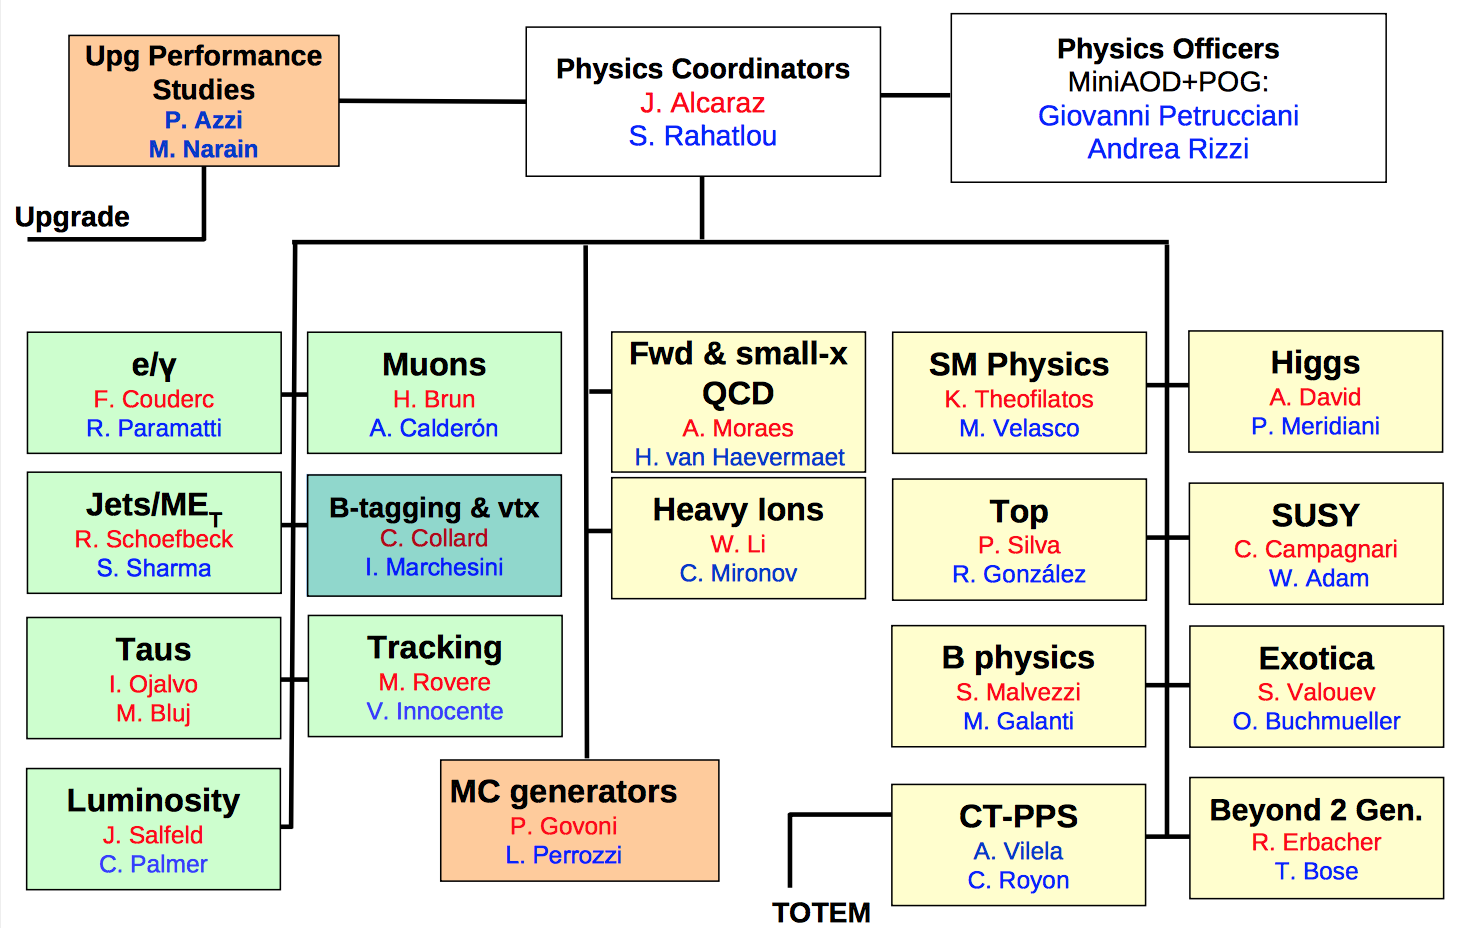 Upg Performance
Studies
P. Azzi
M. Narain
Physics Coordinators
J. Alcaraz
S. Rahatlou
Physics Officers
MiniAOD+POG:
Giovanni Petrucciani
Andrea Rizzi
Upgrade
e/γ
F. Couderc
R. Paramatti
Muons
H. Brun
A. Calderón
Fwd & small-x
QCD
A. Moraes
H. van Haevermaet
SM Physics
K. Theofilatos
M. Velasco
Higgs
A. David
P. Meridiani
Jets/MET
R. Schoefbeck
S. Sharma
B-tagging & vtx
C. Collard
I. Marchesini
Heavy Ions
W. Li
C. Mironov
Top
P. Silva
R. González
SUSY
C. Campagnari
W. Adam
Taus
I. Ojalvo
M. Bluj
Tracking
M. Rovere
V. Innocente
B physics
S. Malvezzi
M. Galanti
Exotica
S. Valouev
O. Buchmueller
Luminosity
J. Salfeld
C. Palmer
MC generators
P. Govoni
L. Perrozzi
CT-PPS
A. Vilela
C. Royon
Beyond 2 Gen.
R. Erbacher
T. Bose
TOTEM